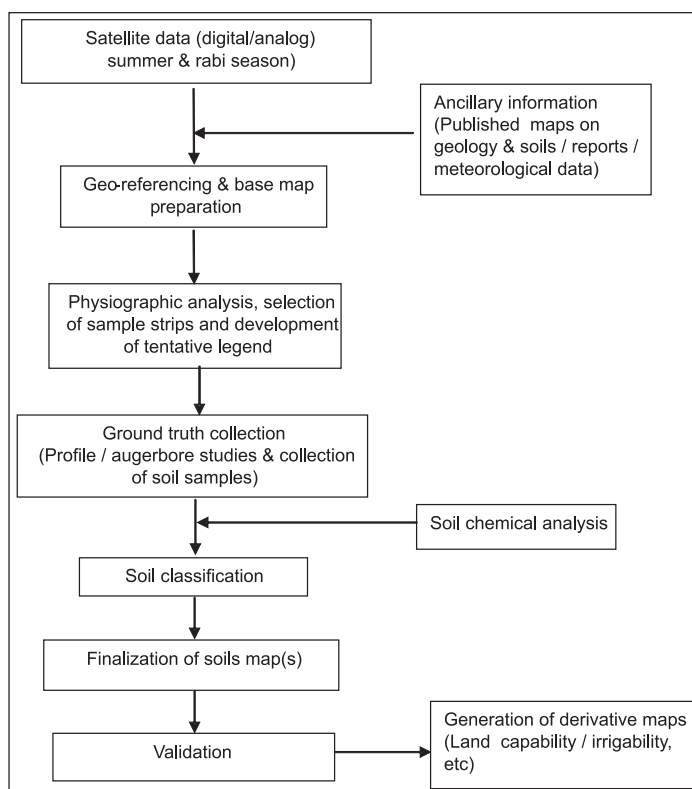 Satellite data (digital/analog)
summer & rabi season)
Ancillary information
(Published maps on
geology & soils / reports /
meteorological data)
Geo-referencing & base map
preparation
Physiographic analysis, selection
of sample strips and development
of tentative legend
Ground truth collection
(Profile / augerbore studies & collection
of soil samples)
Soil chemical analysis
Soil classification
Finalization of soils map(s)
Validation
Generation of derivative maps
(Land capability / irrigability,
etc)